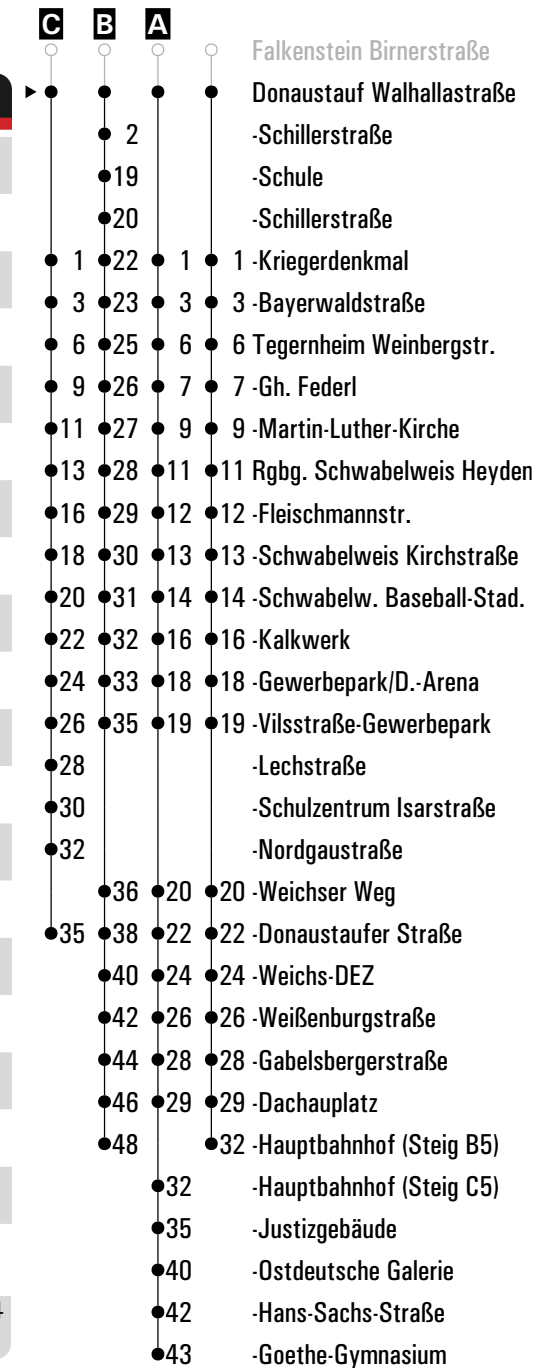 C B A
Falkenstein Birnerstraße
Donaustauf Walhallastraße
2 -Schillerstraße
19 -Schule
20 -Schillerstraße
1 22 1 1 -Kriegerdenkmal
3 23 3 3 -Bayerwaldstraße
6 25 6 6 Tegernheim Weinbergstr.
9 26 7 7 -Gh. Federl
11 27 9 9 -Martin-Luther-Kirche
13 28 11 11 Rgbg. Schwabelweis Heyden
16 29 12 12 -Fleischmannstr.
18 30 13 13 -Schwabelweis Kirchstraße
20 31 14 14 -Schwabelw. Baseball-Stad.
22 32 16 16 -Kalkwerk
24 33 18 18 -Gewerbepark/D.-Arena
26 35 19 19 -Vilsstraße-Gewerbepark
28 -Lechstraße
30 -Schulzentrum Isarstraße
32 -Nordgaustraße
36 20 20 -Weichser Weg
35 38 22 22 -Donaustaufer Straße
40 24 24 -Weichs-DEZ
42 26 26 -Weißenburgstraße
44 28 28 -Gabelsbergerstraße
46 29 29 -Dachauplatz
48 32 -Hauptbahnhof (Steig B5)
32 -Hauptbahnhof (Steig C5)
35 -Justizgebäude
40 -Ostdeutsche Galerie
42 -Hans-Sachs-Straße
43 -Goethe-Gymnasium